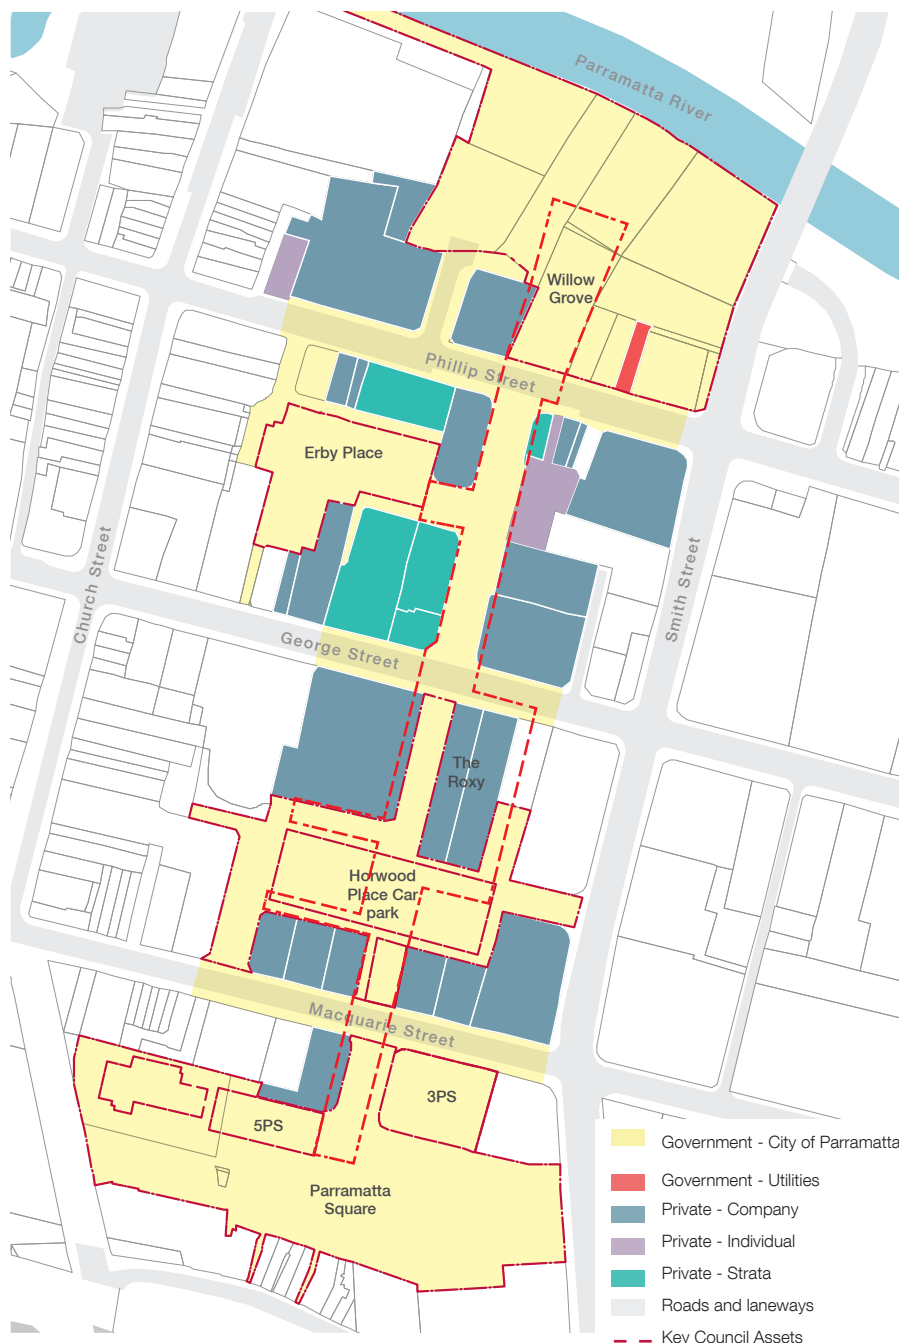 Parramatta River
Willow
Grove
Phillip Street
Erby Place
Church Street
Smith Street
George Street
The
Roxy
Horwood
Place Car
park
Macquarie Street
3PS
5PS
Parramatta
Square
Government - City of Parramatta
Government - Utilities
Private - Company
Private - Individual
Private - Strata
Roads and laneways
Key Council Assets